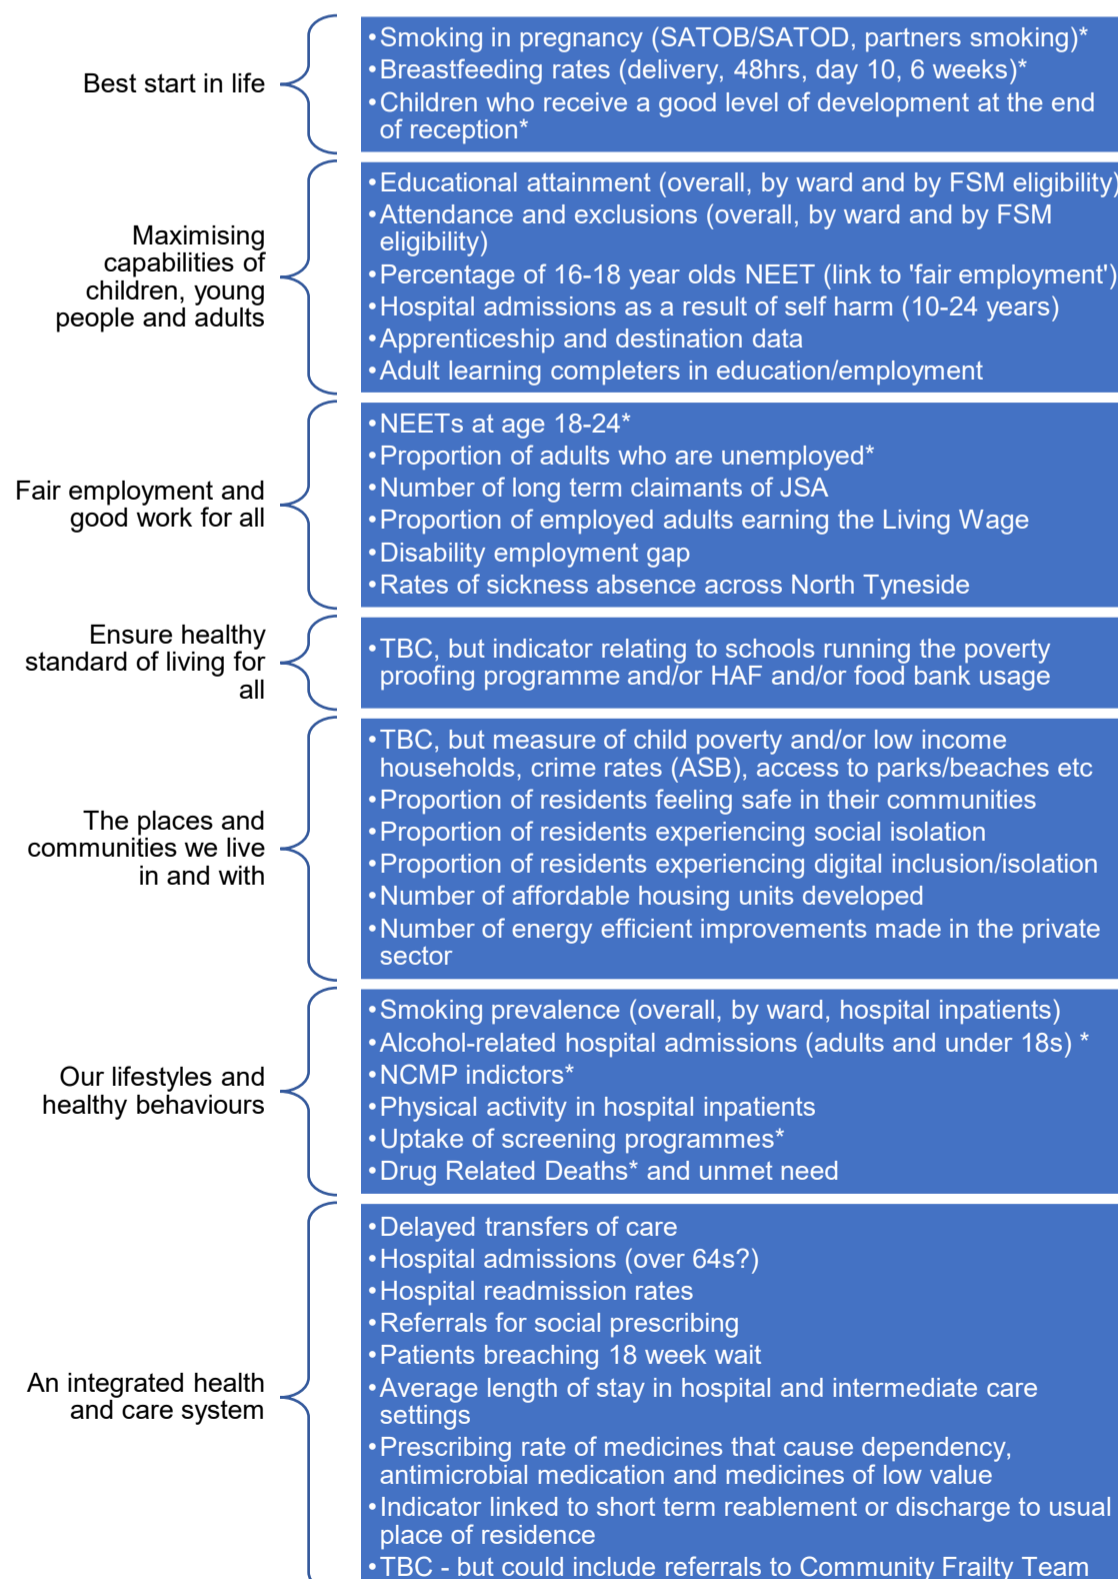 Best start in life
•Smoking in pregnancy (SATOB/SATOD, partners smoking)*
•Breastfeeding rates (delivery, 48hrs, day 10, 6 weeks)*
•Children who receive a good level of development at the end
of reception*
Maximising
capabilities of
children, young
people and adults
•Educational attainment (overall, by ward and by FSM eligibility)
•Attendance and exclusions (overall, by ward and by FSM
eligibility)
•Percentage of 16-18 year olds NEET (link to 'fair employment')
•Hospital admissions as a result of self harm (10-24 years)
•Apprenticeship and destination data
•Adult learning completers in education/employment
Fair employment and
good work for all
•NEETs at age 18-24*
•Proportion of adults who are unemployed*
•Number of long term claimants of JSA
•Proportion of employed adults earning the Living Wage
•Disability employment gap
•Rates of sickness absence across North Tyneside
Ensure healthy
standard of living for
all
•TBC, but indicator relating to schools running the poverty
proofing programme and/or HAF and/or food bank usage
The places and
communities we live
in and with
•TBC, but measure of child poverty and/or low income
households, crime rates (ASB), access to parks/beaches etc
•Proportion of residents feeling safe in their communities
•Proportion of residents experiencing social isolation
•Proportion of residents experiencing digital inclusion/isolation
•Number of affordable housing units developed
•Number of energy efficient improvements made in the private
sector
Our lifestyles and
healthy behaviours
•Smoking prevalence (overall, by ward, hospital inpatients)
•Alcohol-related hospital admissions (adults and under 18s) *
•NCMP indictors*
•Physical activity in hospital inpatients
•Uptake of screening programmes*
•Drug Related Deaths* and unmet need
An integrated health
and care system
•Delayed transfers of care
•Hospital admissions (over 64s?)
•Hospital readmission rates
•Referrals for social prescribing
•Patients breaching 18 week wait
•Average length of stay in hospital and intermediate care
settings
•Prescribing rate of medicines that cause dependency,
antimicrobial medication and medicines of low value
•Indicator linked to short term reablement or discharge to usual
place of residence
•TBC - but could include referrals to Community Frailty Team